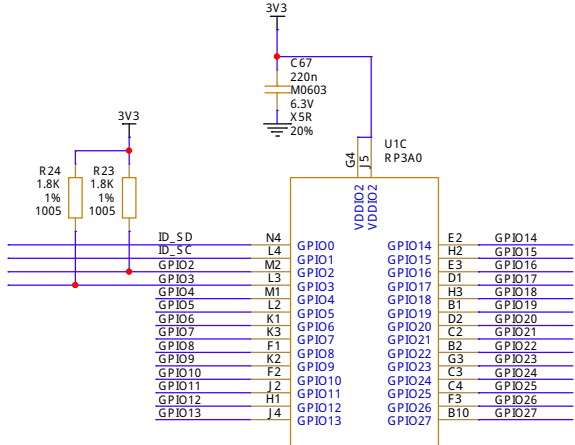 3V3
C67
220n
M0603
6.3V
X5R
20%
3V3
R24
1.8K
1%
1005
R23
1.8K
1%
1005
G4
J5
U1C
RP3A0
VDDIO2
VDDIO2
ID_SD N4 GPIO0 GPIO14 E2 GPIO14
ID_SC L4 GPIO1 GPIO15 H2 GPIO15
GPIO2 M2 GPIO2 GPIO16 E3 GPIO16
GPIO3 L3 GPIO3 GPIO17 D1 GPIO17
GPIO4 M1 GPIO4 GPIO18 H3 GPIO18
GPIO5 L2 GPIO5 GPIO19 B1 GPIO19
GPIO6 K1 GPIO6 GPIO20 D2 GPIO20
GPIO7 K3 GPIO7 GPIO21 C2 GPIO21
GPIO8 F1 GPIO8 GPIO22 B2 GPIO22
GPIO9 K2 GPIO9 GPIO23 G3 GPIO23
GPIO10 F2 GPIO10 GPIO24 C3 GPIO24
GPIO11 J2 GPIO11 GPIO25 C4 GPIO25
GPIO12 H1 GPIO12 GPIO26 F3 GPIO26
GPIO13 J4 GPIO13 GPIO27 B10 GPIO27